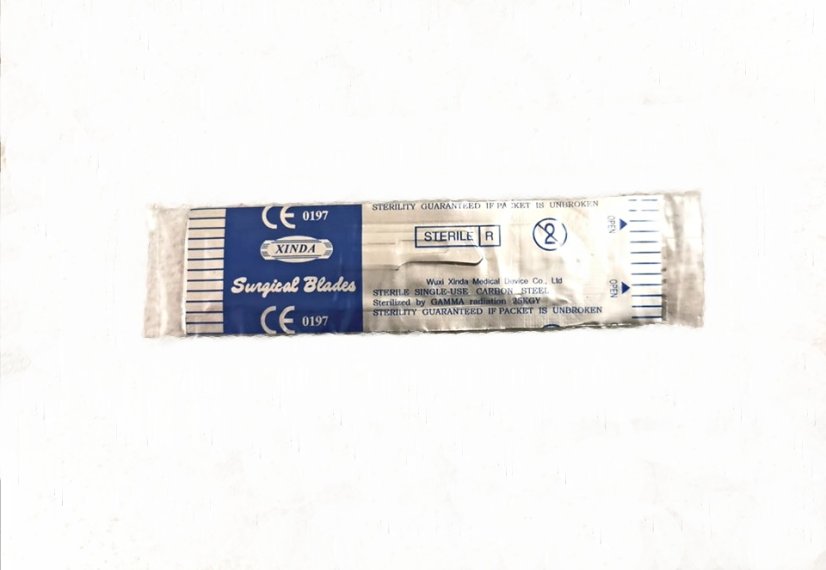 CE 0197
XINDA
Surgical Blades
CE 0197
STERILITY GUARANTEED IF PACKET IS UNBROKEN
STERILE R
2
Wuxi Xinda Medical Device Co., Ltd
STERILE SINGLE-USE CARBON STEEL
Sterilized by GAMMA radiation 25KGY
STERILITY GUARANTEED IF PACKET IS UNBROKEN
OPEN
OPEN